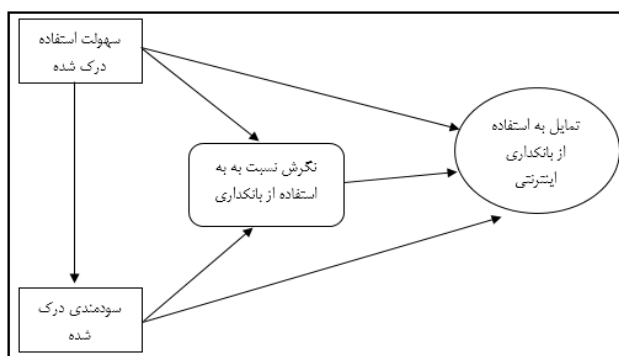 سهولت استفاده
درک شده
تمایل به استفاده
از بانکداری
اینترنتی
نگرش نسبت به به
استفاده از بانکداری
سودمندی درک
شده